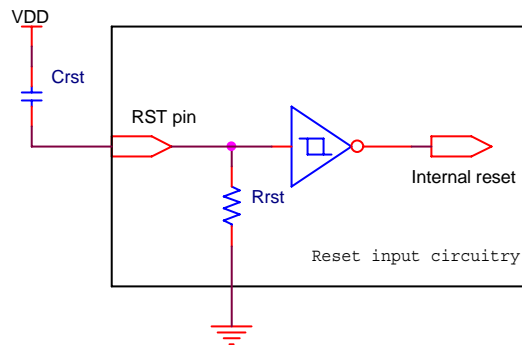 VDD
Crst
RST pin
Rrst
Internal reset
Reset input circuitry